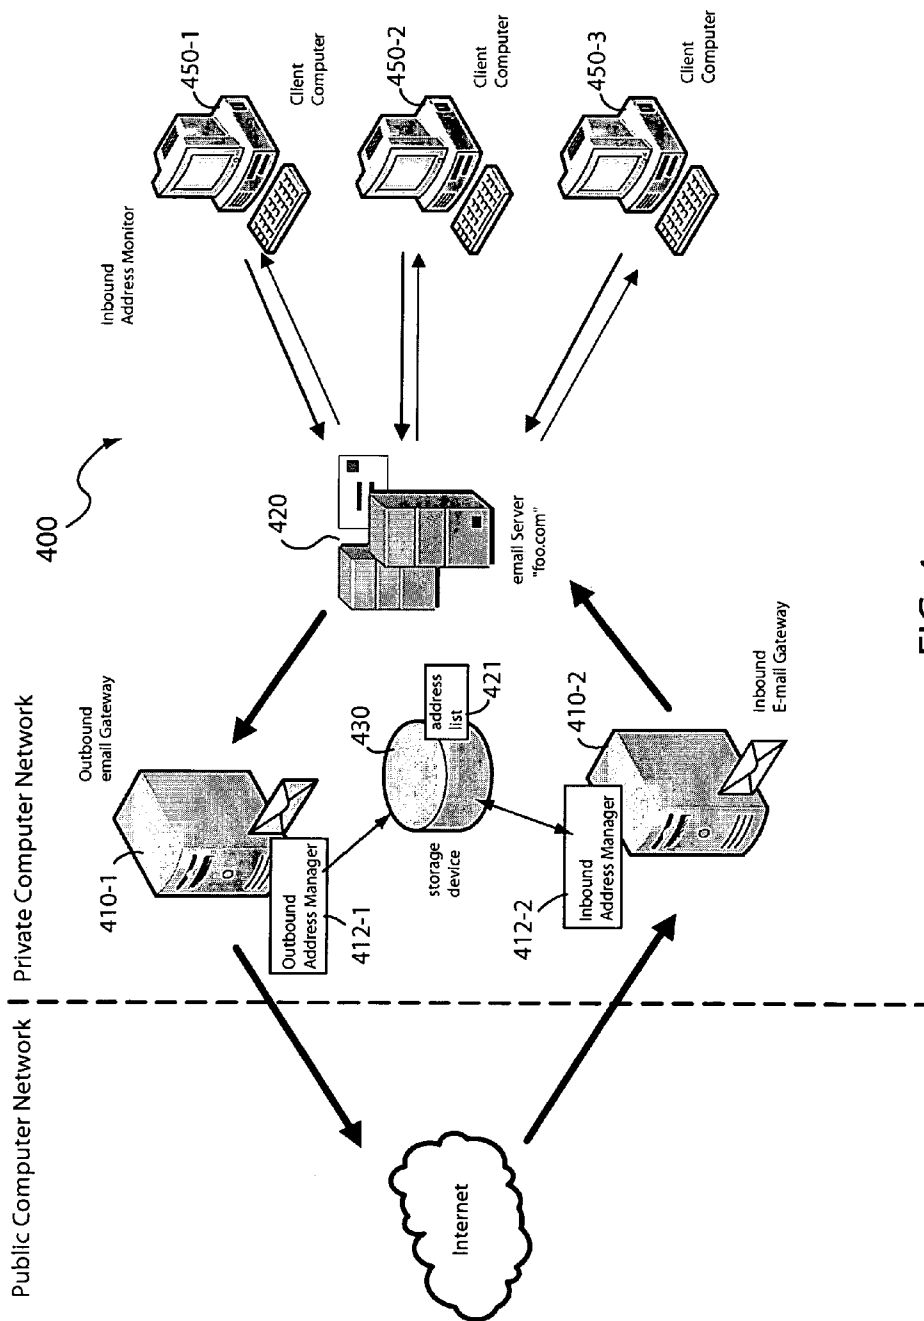 Public Computer Network
Private Computer Network
400
Inbound
Address Monitor
450-1
Client
Computer
450-2
Client
Computer
450-3
Client
Computer
Outbound
email Gateway
410-1
Outbound
Address Manager
412-1
430
address
list
421
storage
device
420
email Server
"foo.com"
Inbound
Address Manager
412-2
410-2
Inbound
E-mail Gateway
Internet